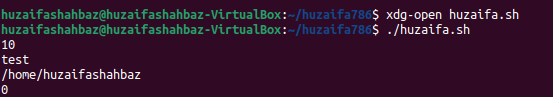 huzaifashahbaz@huzaifashahbaz-VirtualBox:~/huzaifa786$ xdg-open huzaifa.sh
huzaifashahbaz@huzaifashahbaz-VirtualBox:~/huzaifa786$ ./huzaifa.sh
10
test
/home/huzaifashahbaz
0